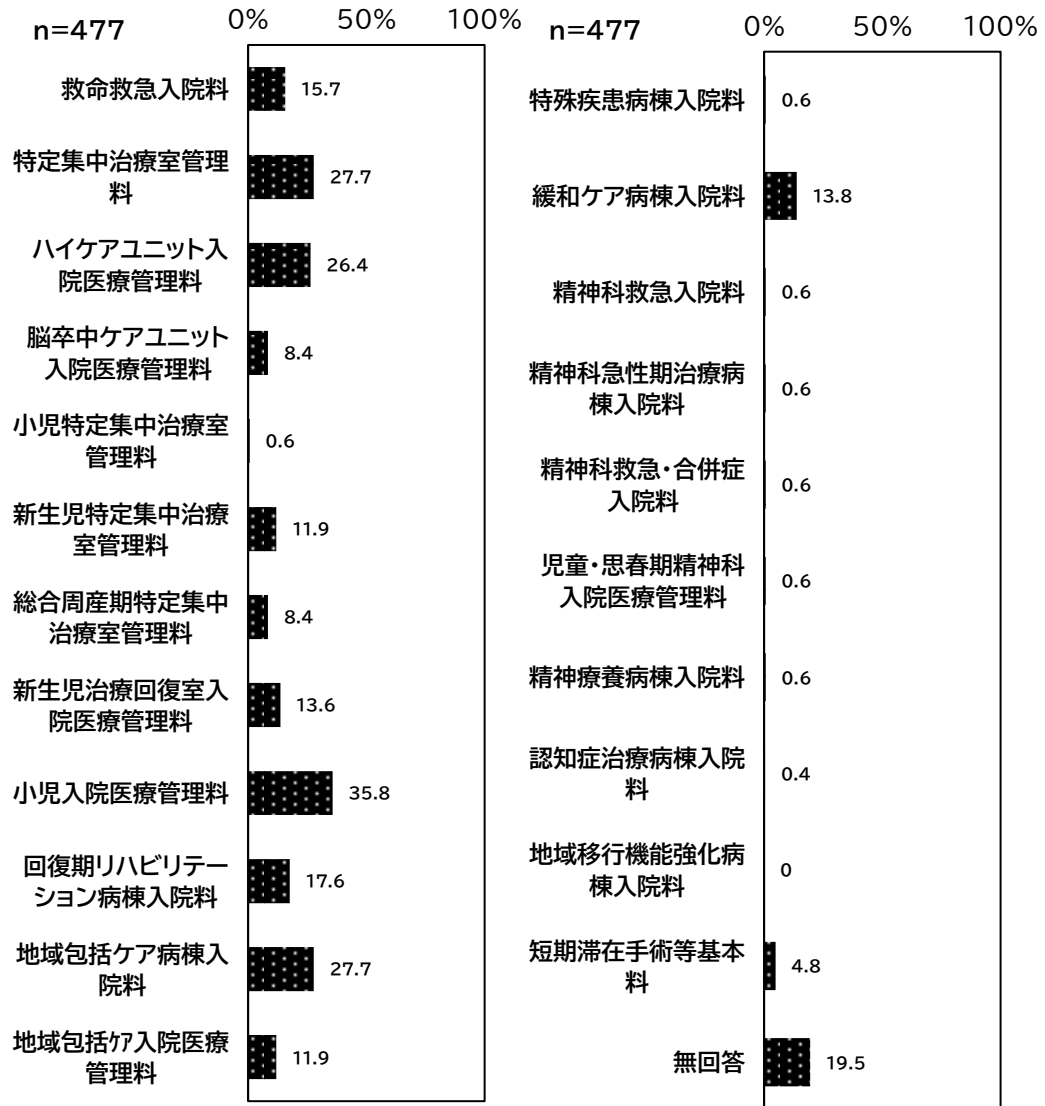 n=477
0%
50%
100%
救命救急入院料
15.7
特定集中治療室管理
料
27.7
ハイケアユニット入
院医療管理料
26.4
脳卒中ケアユニット
入院医療管理料
8.4
小児特定集中治療室
管理料
0.6
新生児特定集中治療
室管理料
11.9
総合周産期特定集中
治療室管理料
8.4
新生児治療回復室入
院医療管理料
13.6
小児入院医療管理料
35.8
回復期リハビリテー
ション病棟入院料
17.6
地域包括ケア病棟入
院料
27.7
地域包括ｹｱ入院医療
管理料
11.9
n=477
0%
50%
100%
特殊疾患病棟入院料
0.6
緩和ケア病棟入院料
13.8
精神科救急入院料
0.6
精神科急性期治療病
棟入院料
0.6
精神科救急・合併症
入院料
0.6
児童・思春期精神科
入院医療管理料
0.6
精神療養病棟入院料
0.6
認知症治療病棟入院
料
0.4
地域移行機能強化病
棟入院料
0
短期滞在手術等基本
料
4.8
無回答
19.5